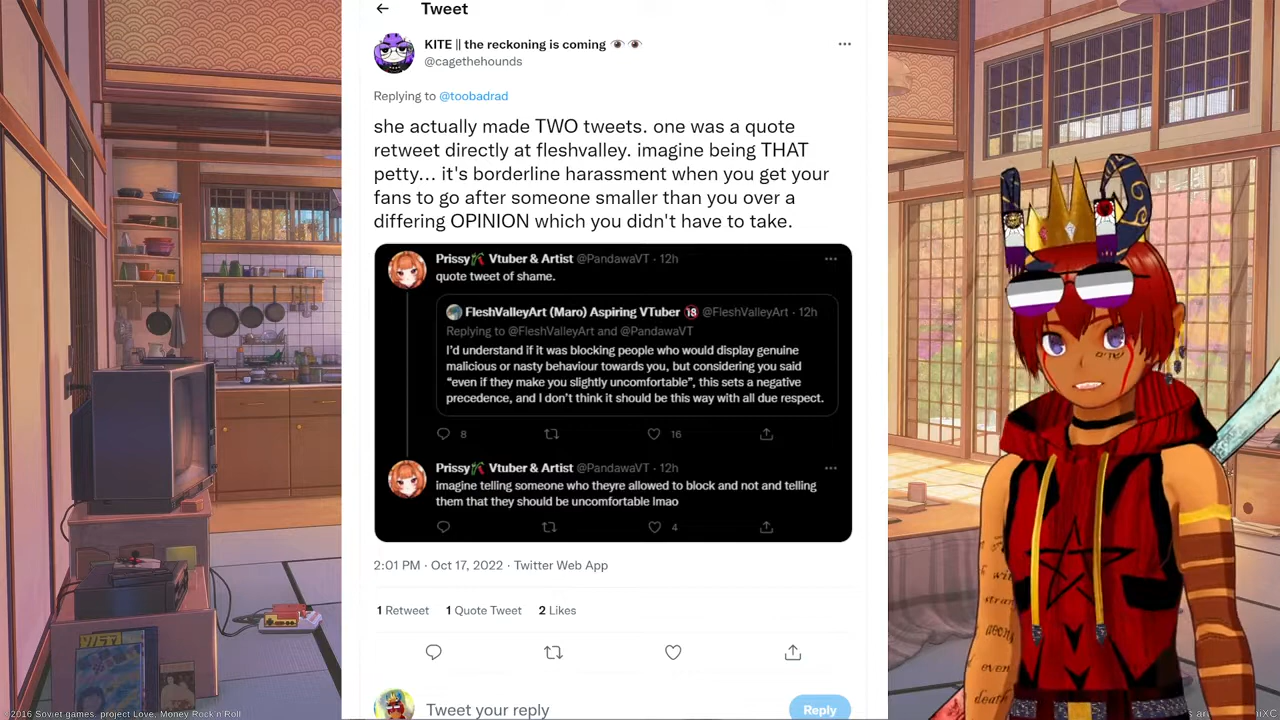 Tweet
KITE || the reckoning is coming 👁️ 👁️
@cagethehounds
Replying to @toobadrad
she actually made TWO tweets. one was a quote
retweet directly at fleshvalley. imagine being THAT
petty... it's borderline harassment when you get your
fans to go after someone smaller than you over a
differing OPINION which you didn't have to take.
Prissy Vtuber & Artist @PandawaVT · 12h
quote tweet of shame.
FleshValleyArt (Maro) Aspiring VTuber 🔞 @FleshValleyArt · 12h
Replying to @FleshValleyArt and @PandawaVT
I'd understand if it was blocking people who would display genuine
malicious or nasty behaviour towards you, but considering you said
"even if they make you slightly uncomfortable", this sets a negative
precedence, and I don't think it should be this way with all due respect.
8 16
Prissy Vtuber & Artist @PandawaVT · 12h
imagine telling someone who theyre allowed to block and not and telling
them that they should be uncomfortable lmao
4
2:01 PM · Oct 17, 2022 · Twitter Web App
1 Retweet 1 Quote Tweet 2 Likes
Tweet your reply
Reply
©2016 Soviet games. project Love, Money Rock'n'Roll
even
death